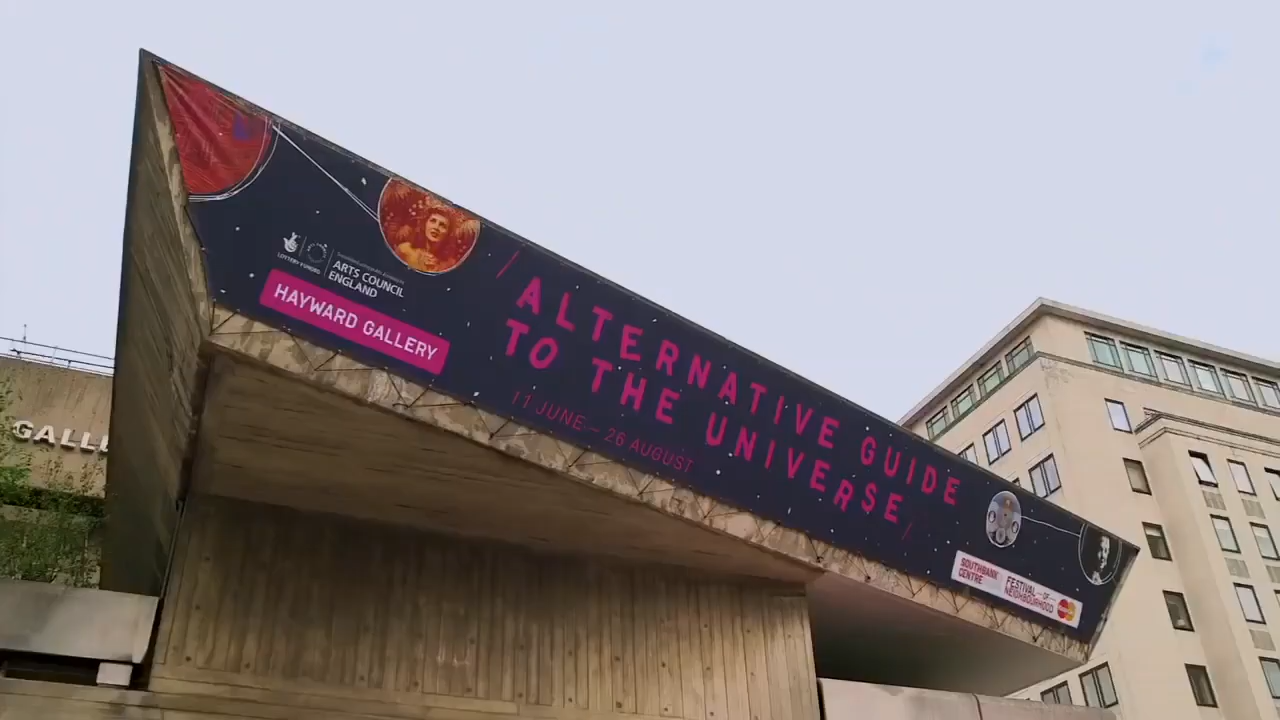 GALL
LOTTERY FUNDED
ARTS COUNCIL
ENGLAND
HAYWARD GALLERY
/ALTERNATIVE GUIDE
TO THE UNIVERSE/
11 JUNE – 26 AUGUST
SOUTHBANK
CENTRE
FESTIVAL—OF—
NEIGHBOURHOOD
MasterCard